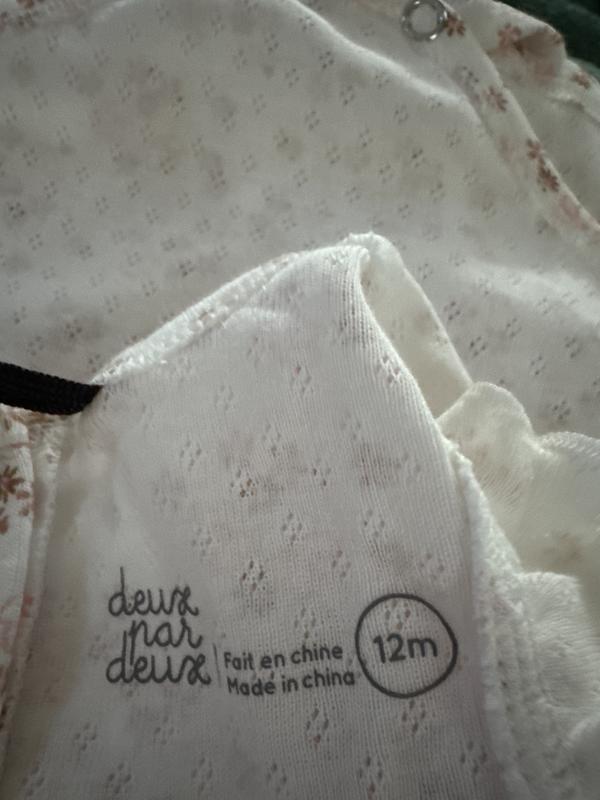 deux
par
deux
Fait en chine
Made in china
12m